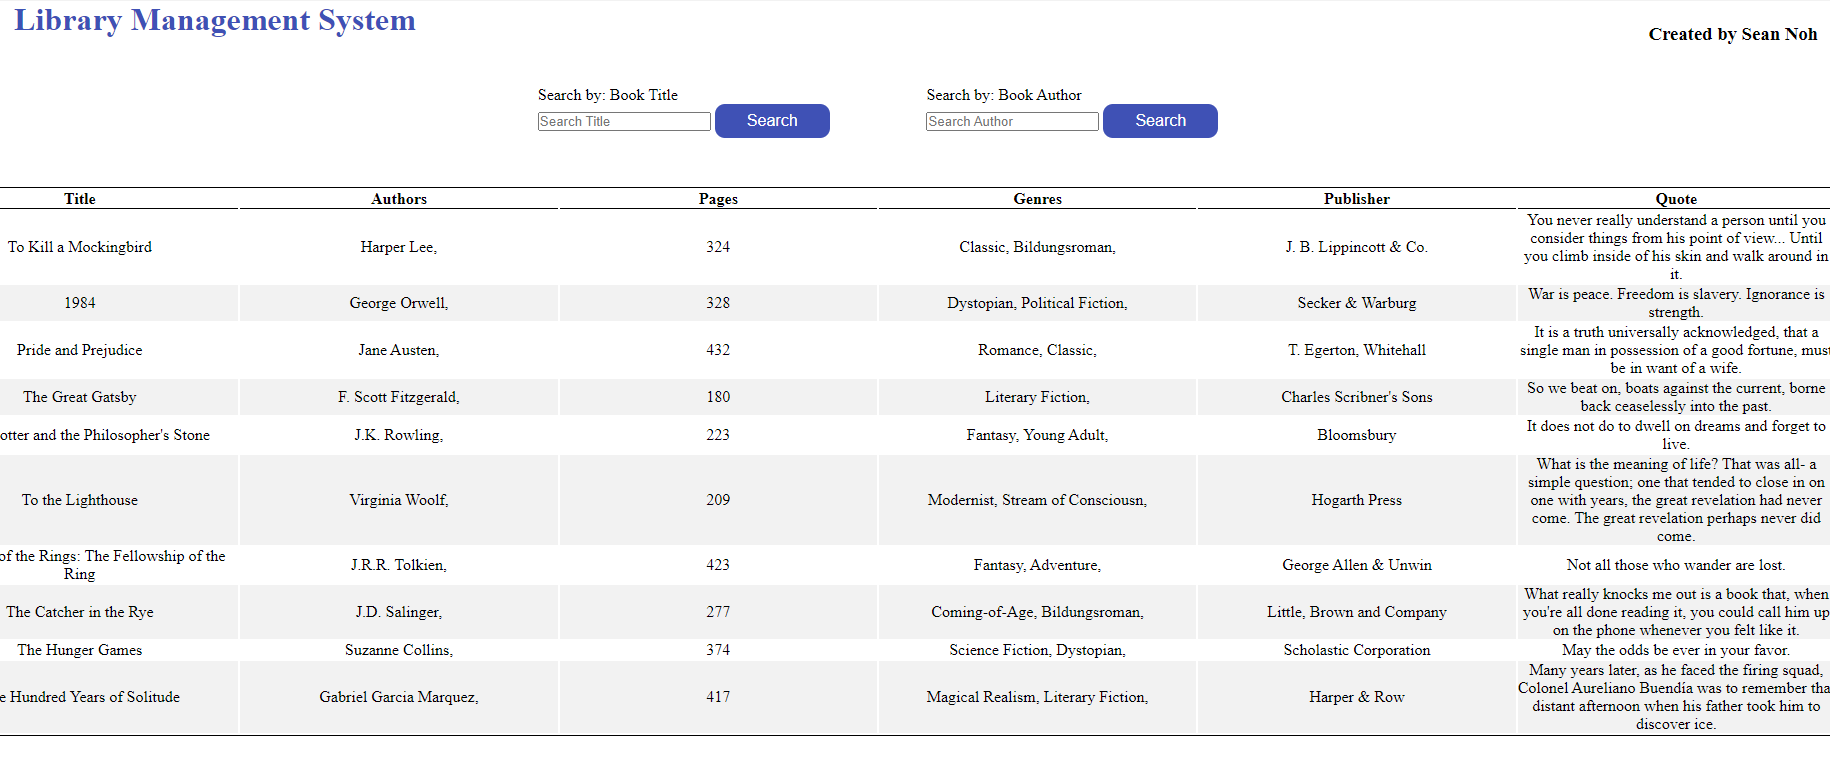 Library Management System
Created by Sean Noh
Search by: Book Title
Search by: Book Author
Search Title
Search
Search Author
Search
Title
Authors
Pages
Genres
Publisher
Quote
To Kill a Mockingbird
Harper Lee,
324
Classic, Bildungsroman,
J. B. Lippincott & Co.
You never really understand a person until you
consider things from his point of view... Until
you climb inside of his skin and walk around in
it.
1984
George Orwell,
328
Dystopian, Political Fiction,
Secker & Warburg
War is peace. Freedom is slavery. Ignorance is
strength.
Pride and Prejudice
Jane Austen,
432
Romance, Classic,
T. Egerton, Whitehall
It is a truth universally acknowledged, that a
single man in possession of a good fortune, must
be in want of a wife.
The Great Gatsby
F. Scott Fitzgerald,
180
Literary Fiction,
Charles Scribner's Sons
So we beat on, boats against the current, borne
back ceaselessly into the past.
otter and the Philosopher's Stone
J.K. Rowling,
223
Fantasy, Young Adult,
Bloomsbury
It does not do to dwell on dreams and forget to
live.
To the Lighthouse
Virginia Woolf,
209
Modernist, Stream of Consciousn,
Hogarth Press
What is the meaning of life? That was all- a
simple question; one that tended to close in on
one with years, the great revelation had never
come. The great revelation perhaps never did
come.
of the Rings: The Fellowship of the
Ring
J.R.R. Tolkien,
423
Fantasy, Adventure,
George Allen & Unwin
Not all those who wander are lost.
The Catcher in the Rye
J.D. Salinger,
277
Coming-of-Age, Bildungsroman,
Little, Brown and Company
What really knocks me out is a book that, when
you're all done reading it, you could call him up
on the phone whenever you felt like it.
The Hunger Games
Suzanne Collins,
374
Science Fiction, Dystopian,
Scholastic Corporation
May the odds be ever in your favor.
e Hundred Years of Solitude
Gabriel Garcia Marquez,
417
Magical Realism, Literary Fiction,
Harper & Row
Many years later, as he faced the firing squad,
Colonel Aureliano Buendía was to remember tha
distant afternoon when his father took him to
discover ice.